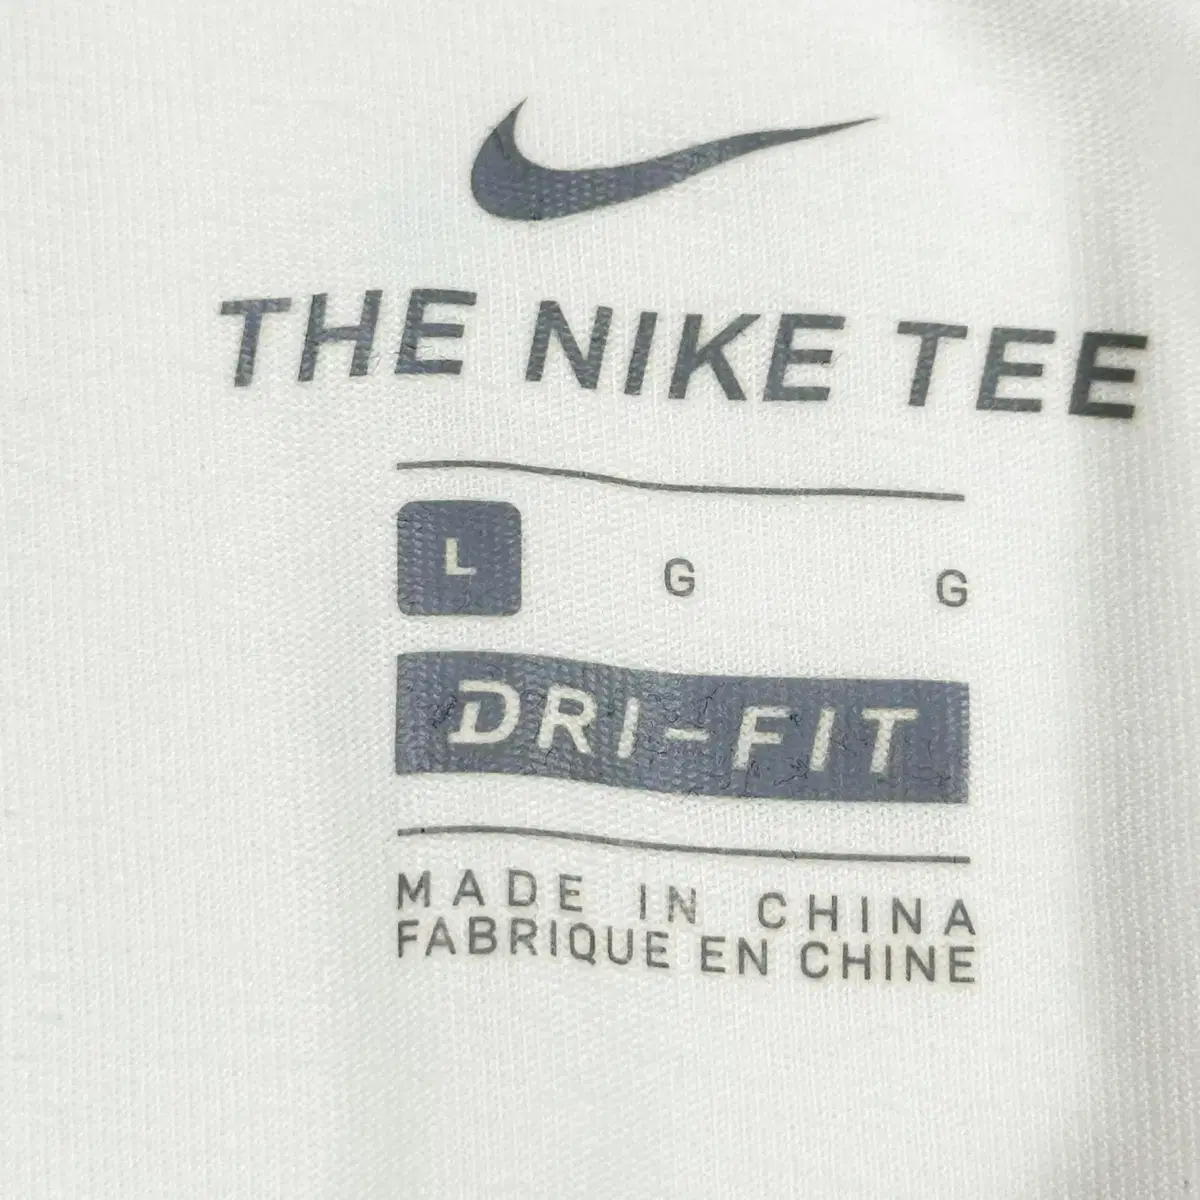 THE NIKE TEE
L G G
DRI-FIT
MADE IN CHINA
FABRIQUE EN CHINE